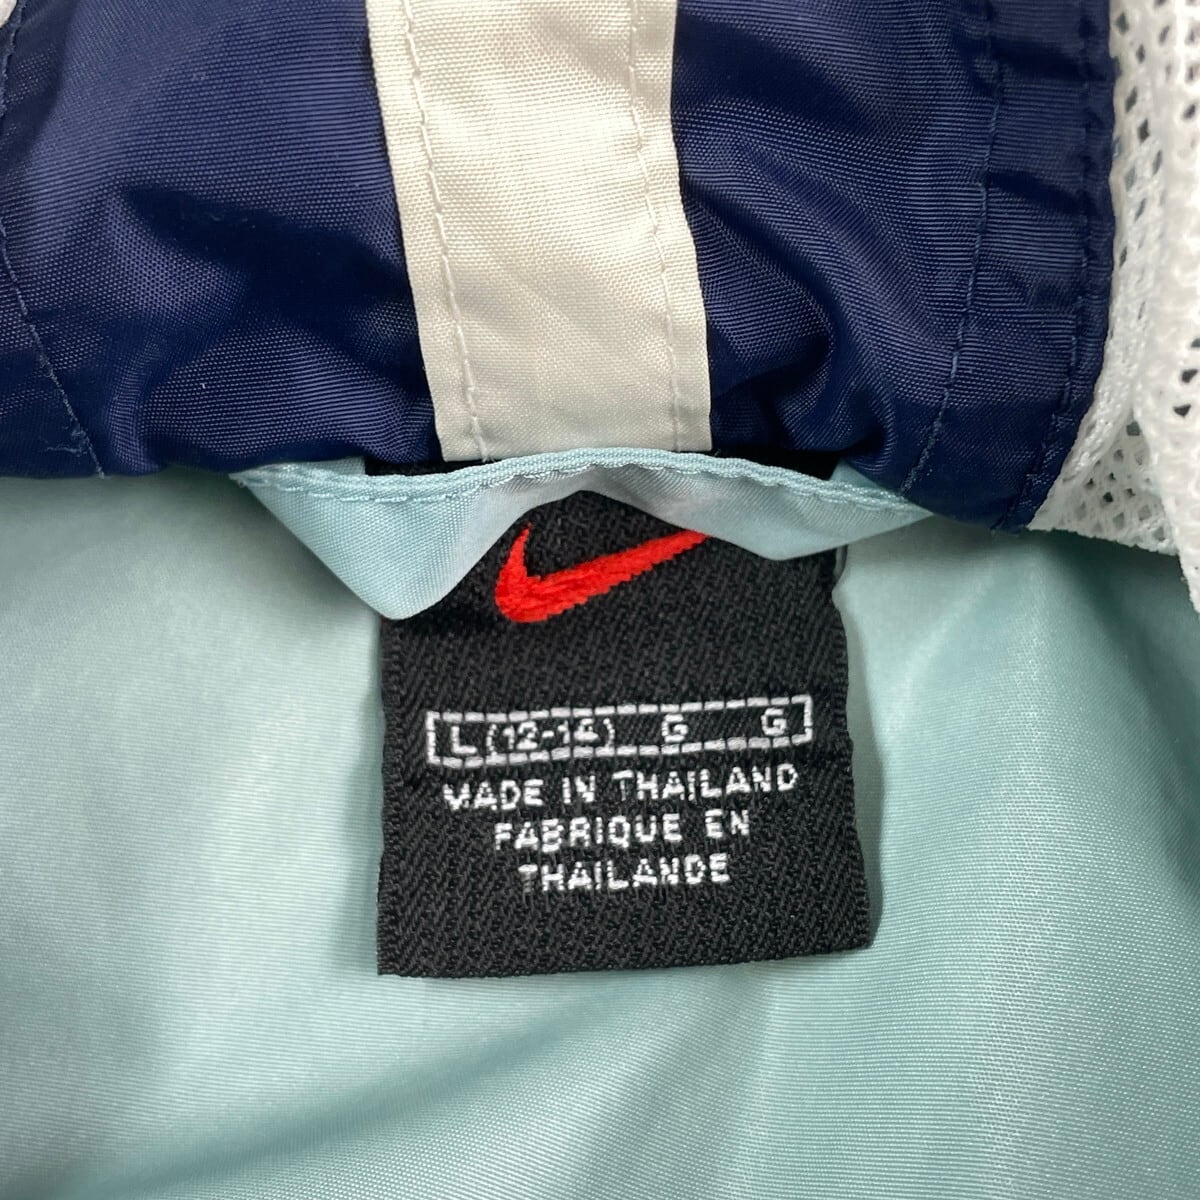 L (12-14) G G
MADE IN THAILAND
FABRIQUE EN
THAILANDE